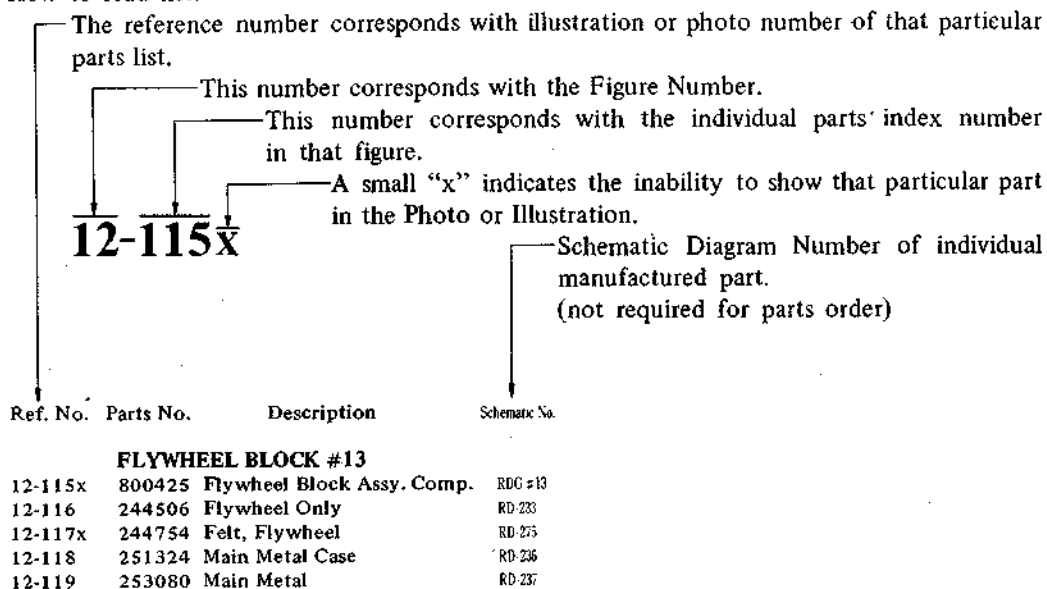 The reference number corresponds with illustration or photo number of that particular
parts list.
This number corresponds with the Figure Number.
This number corresponds with the individual parts index number
in that figure.
A small “x” indicates the inability to show that particular part
in the Photo or Illustration.
12-115x
Schematic Diagram Number of individual
manufactured part.
(not required for parts order)
Ref. No. Parts No. Description Schematic No.
FLYWHEEL BLOCK #13
12-115x 800425 Flywheel Block Assy. Comp. RDG #13
12-116 244506 Flywheel Only RD-233
12-117x 244754 Felt, Flywheel RD-275
12-118 251324 Main Metal Case RD-236
12-119 253080 Main Metal RD-237